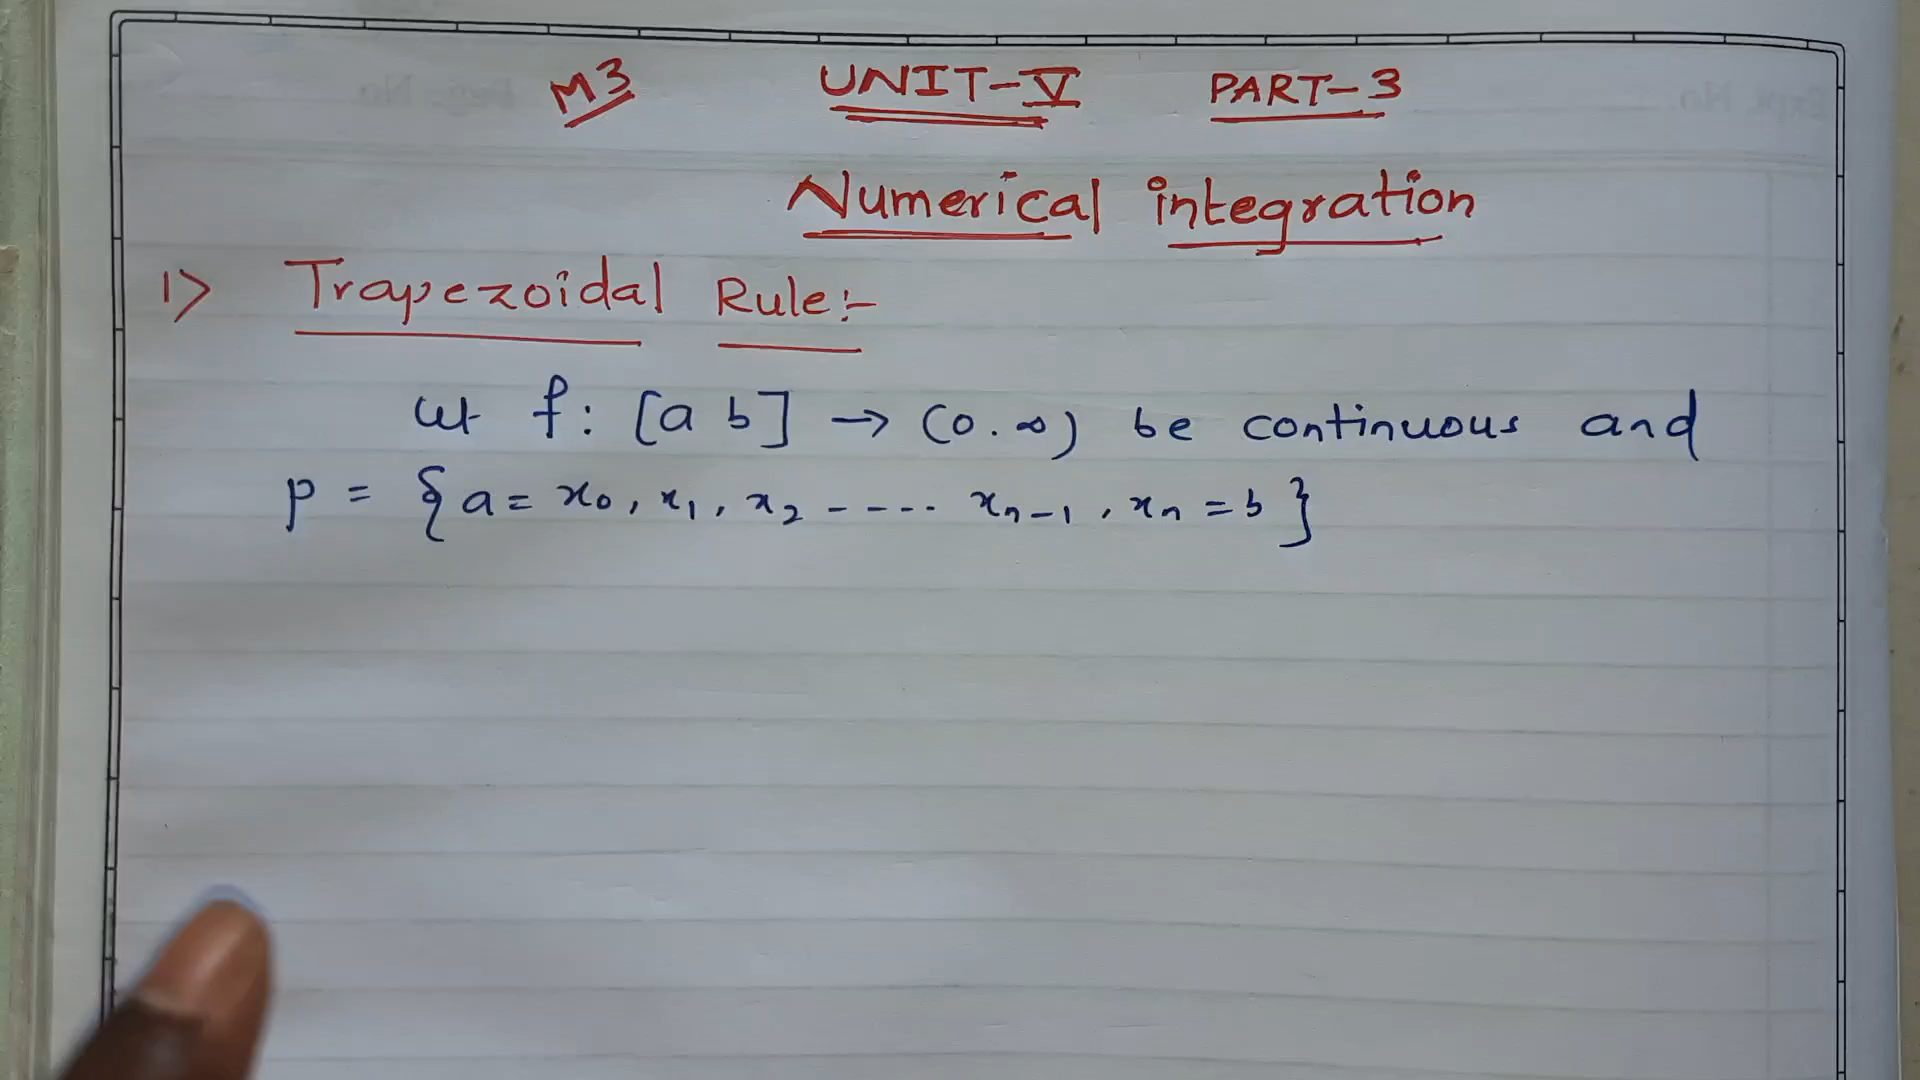 M3 UNIT-V PART-3
Numerical integration
1> Trapezoidal Rule:-
Let f: [a b] → (0.∞) be continuous and
p = {a = x₀, x₁, x₂ ----- xₙ₋₁, xₙ = b}